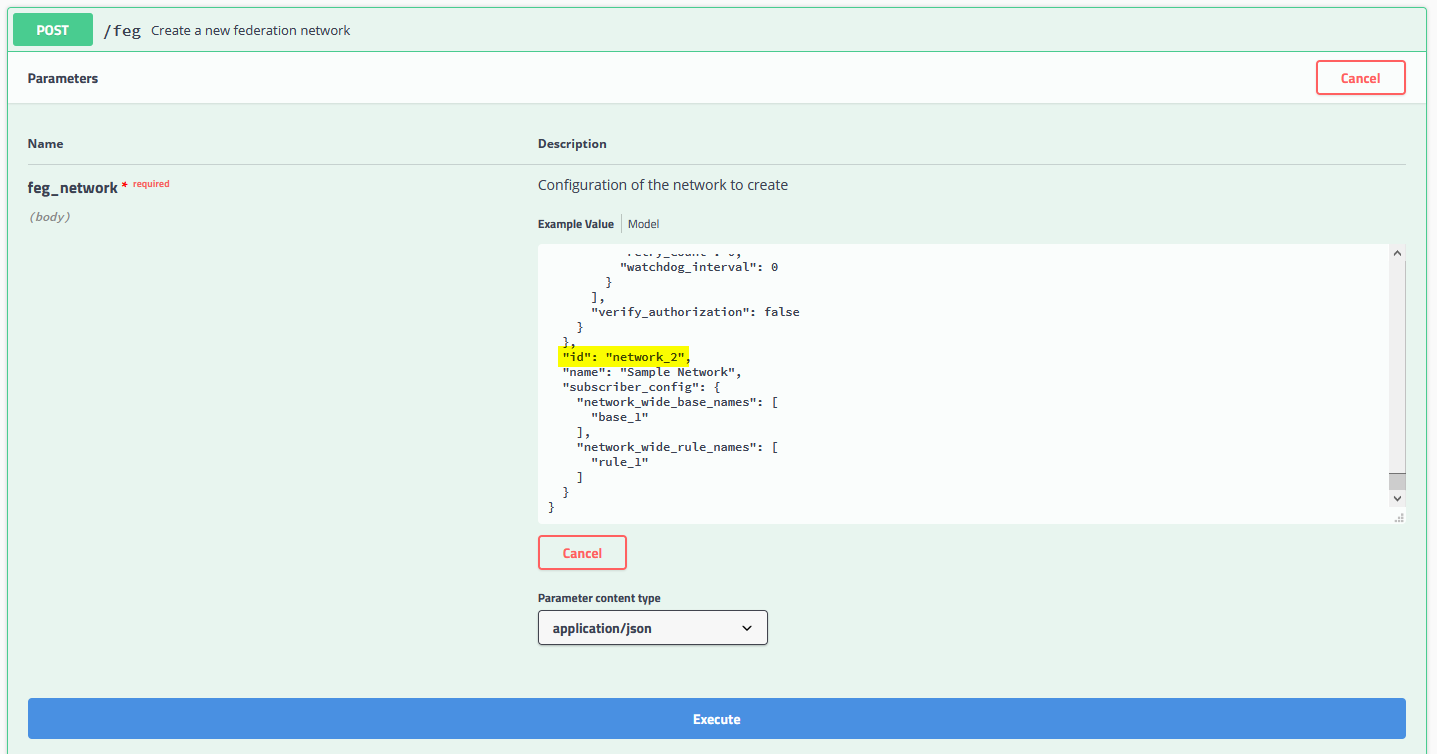 POST /feg Create a new federation network
Parameters
Cancel
Name Description
feg_network * required
(body)
Configuration of the network to create
Example Value Model
"retry_count": 0,
"watchdog_interval": 0
}
],
"verify_authorization": false
}
},
"id": "network_2",
"name": "Sample Network",
"subscriber_config": {
"network_wide_base_names": [
"base_1"
],
"network_wide_rule_names": [
"rule_1"
]
}
}
Cancel
Parameter content type
application/json
Execute